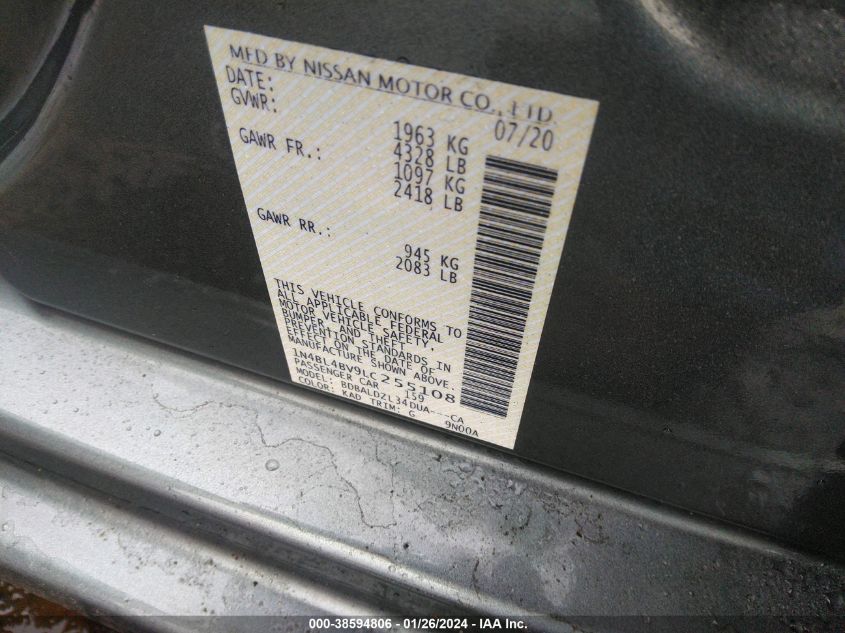 MFD BY NISSAN MOTOR CO., LTD.
DATE: 07/20
GVWR: 1963 KG
4328 LB
GAWR FR.: 1097 KG
2418 LB
GAWR RR.: 945 KG
2083 LB
THIS VEHICLE CONFORMS TO
ALL APPLICABLE FEDERAL
MOTOR VEHICLE SAFETY,
BUMPER, AND THEFT
PREVENTION STANDARDS IN
EFFECT ON THE DATE OF
MANUFACTURE SHOWN ABOVE.
1N4BL4BV9LC255108
PASSENGER CAR 159
MODEL: BDBALDZL34DUA---CA
COLOR: KAD TRIM: G 9N00A
000-38594806 - 01/26/2024 - IAA Inc.